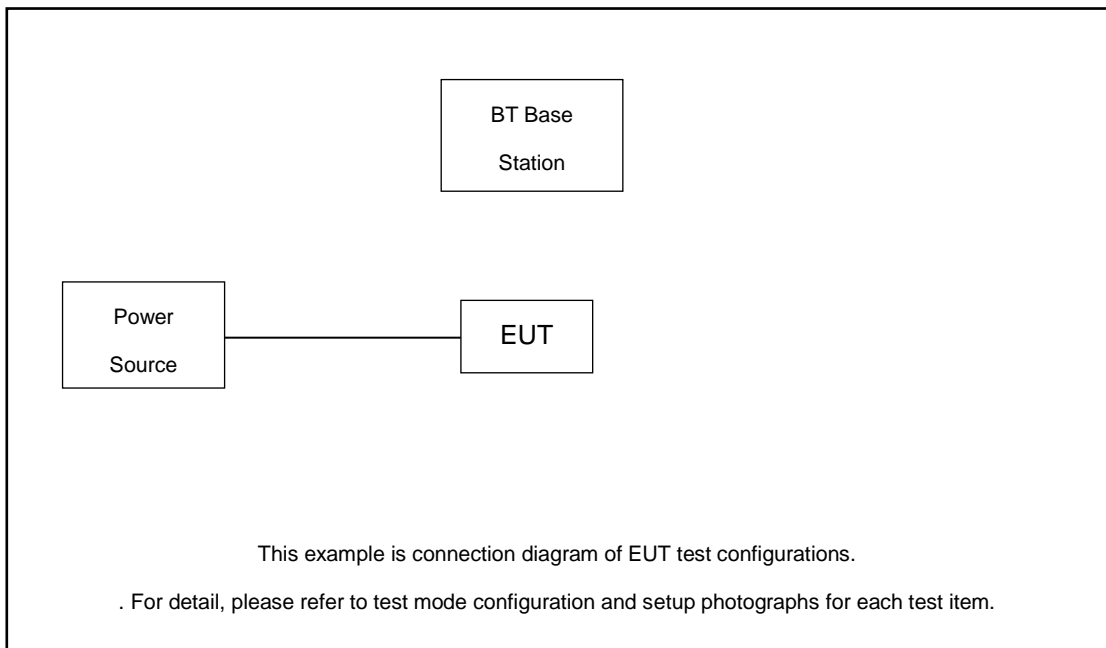 BT Base
Station
Power
Source
EUT
This example is connection diagram of EUT test configurations.
. For detail, please refer to test mode configuration and setup photographs for each test item.